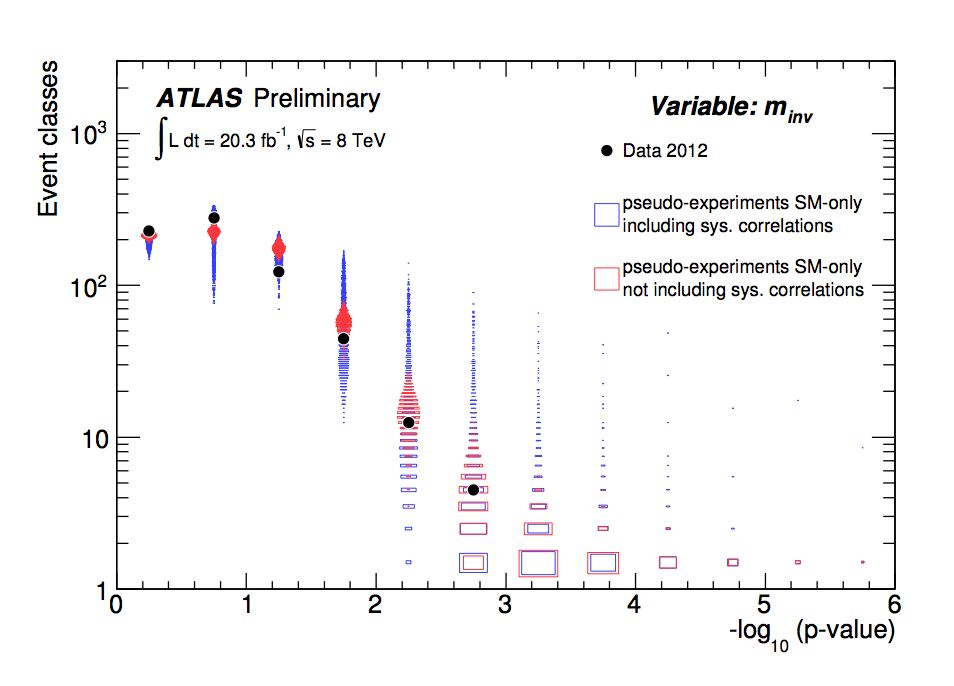 ATLAS Preliminary
∫ L dt = 20.3 fb⁻¹, √s = 8 TeV
Variable: m_inv
Data 2012
pseudo-experiments SM-only
including sys. correlations
pseudo-experiments SM-only
not including sys. correlations
Event classes
10³
10²
10
1
0 1 2 3 4 5 6
-log₁₀ (p-value)